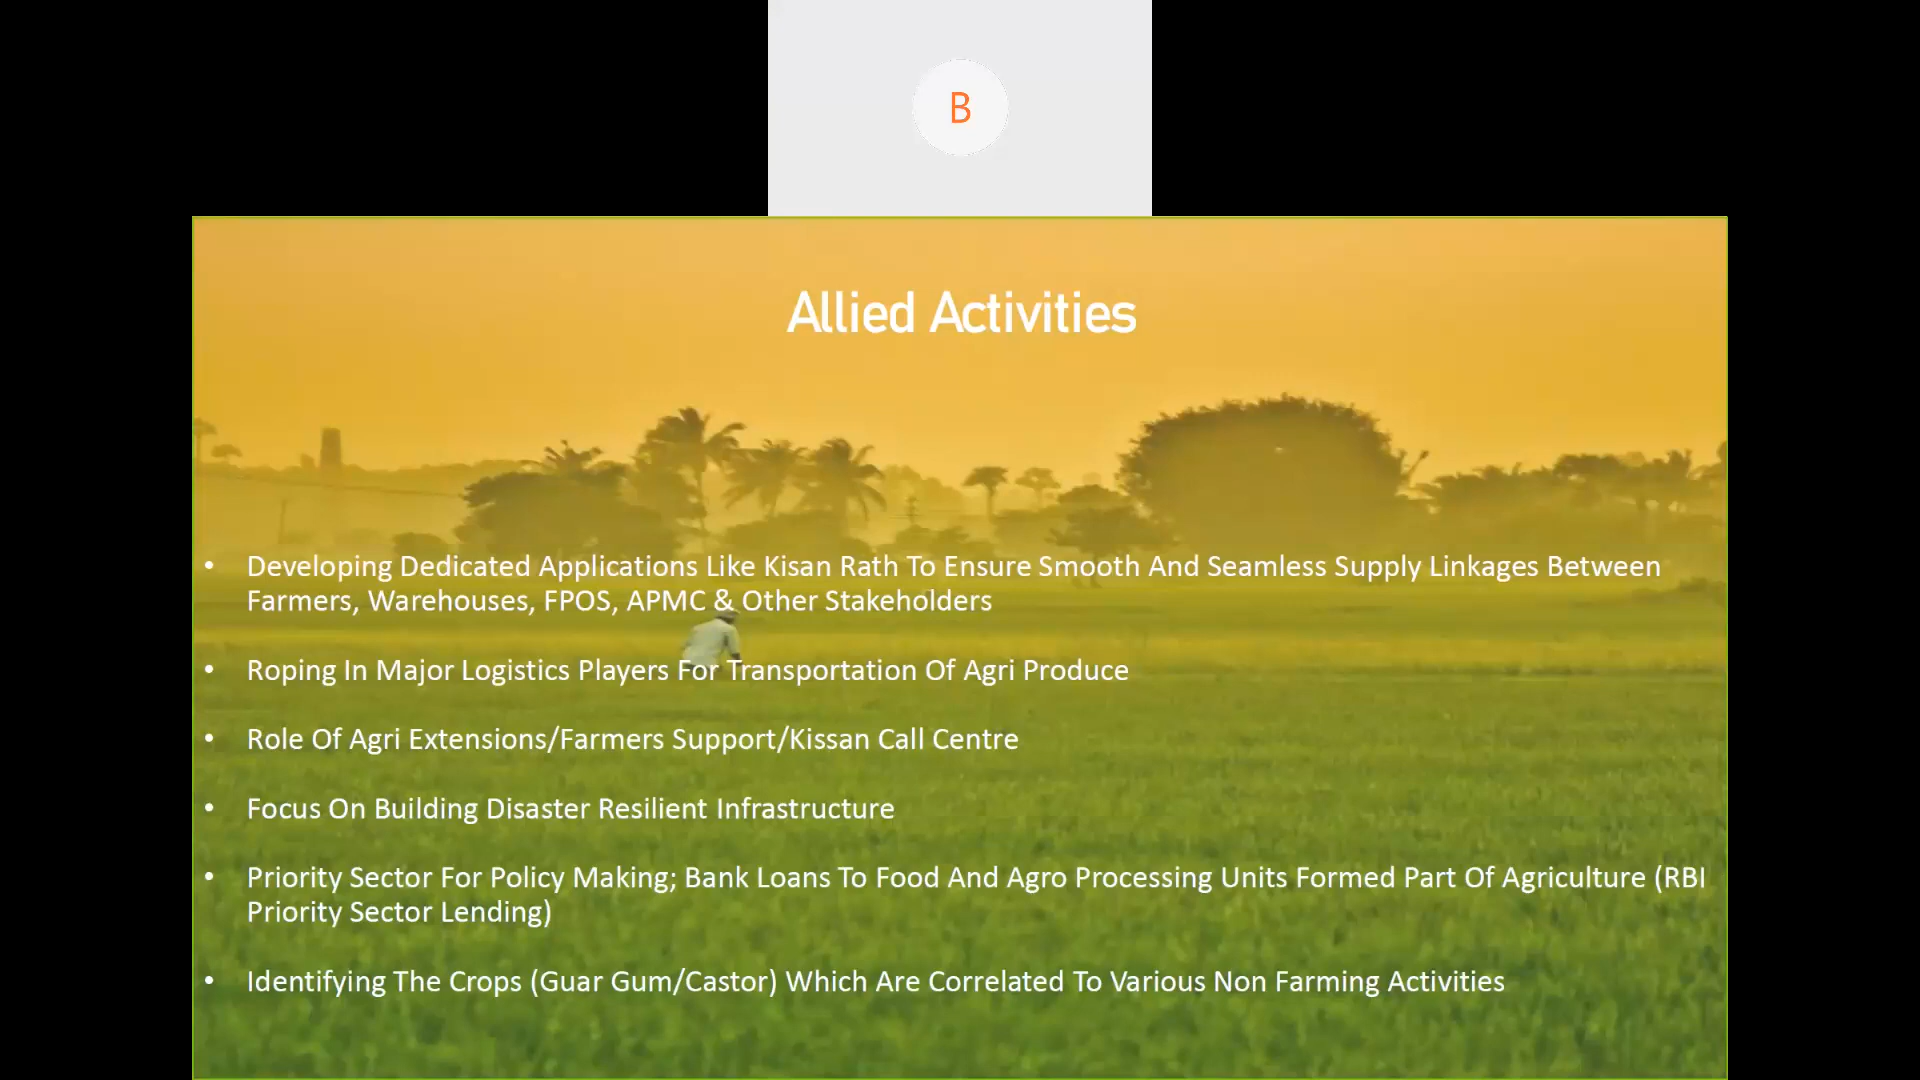 B
Allied Activities
• Developing Dedicated Applications Like Kisan Rath To Ensure Smooth And Seamless Supply Linkages Between
Farmers, Warehouses, FPOS, APMC & Other Stakeholders
• Roping In Major Logistics Players For Transportation Of Agri Produce
• Role Of Agri Extensions/Farmers Support/Kissan Call Centre
• Focus On Building Disaster Resilient Infrastructure
• Priority Sector For Policy Making; Bank Loans To Food And Agro Processing Units Formed Part Of Agriculture (RBI
Priority Sector Lending)
• Identifying The Crops (Guar Gum/Castor) Which Are Correlated To Various Non Farming Activities